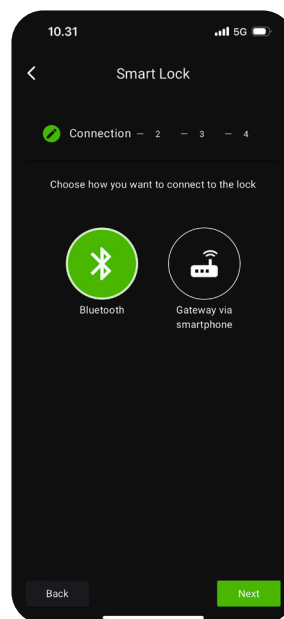 10.31 5G
Smart Lock
Connection – 2 – 3 – 4
Choose how you want to connect to the lock
Bluetooth
Gateway via
smartphone
Back
Next